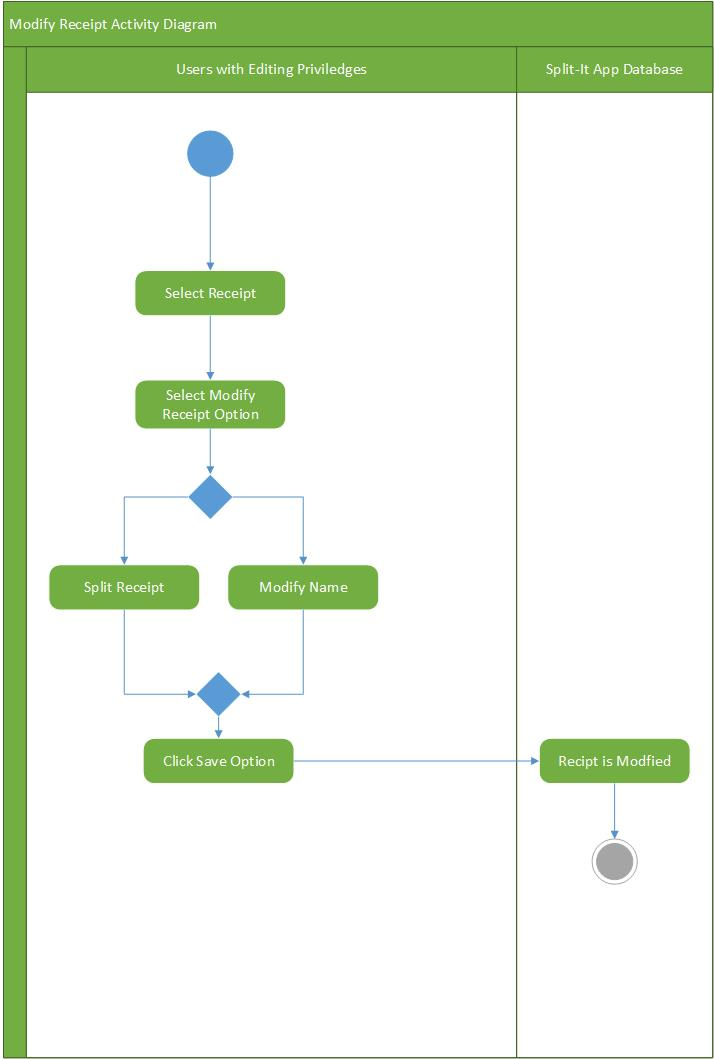 Modify Receipt Activity Diagram
Users with Editing Priviledges
Split-It App Database
Select Receipt
Select Modify
Receipt Option
Split Receipt
Modify Name
Click Save Option
Recipt is Modfied